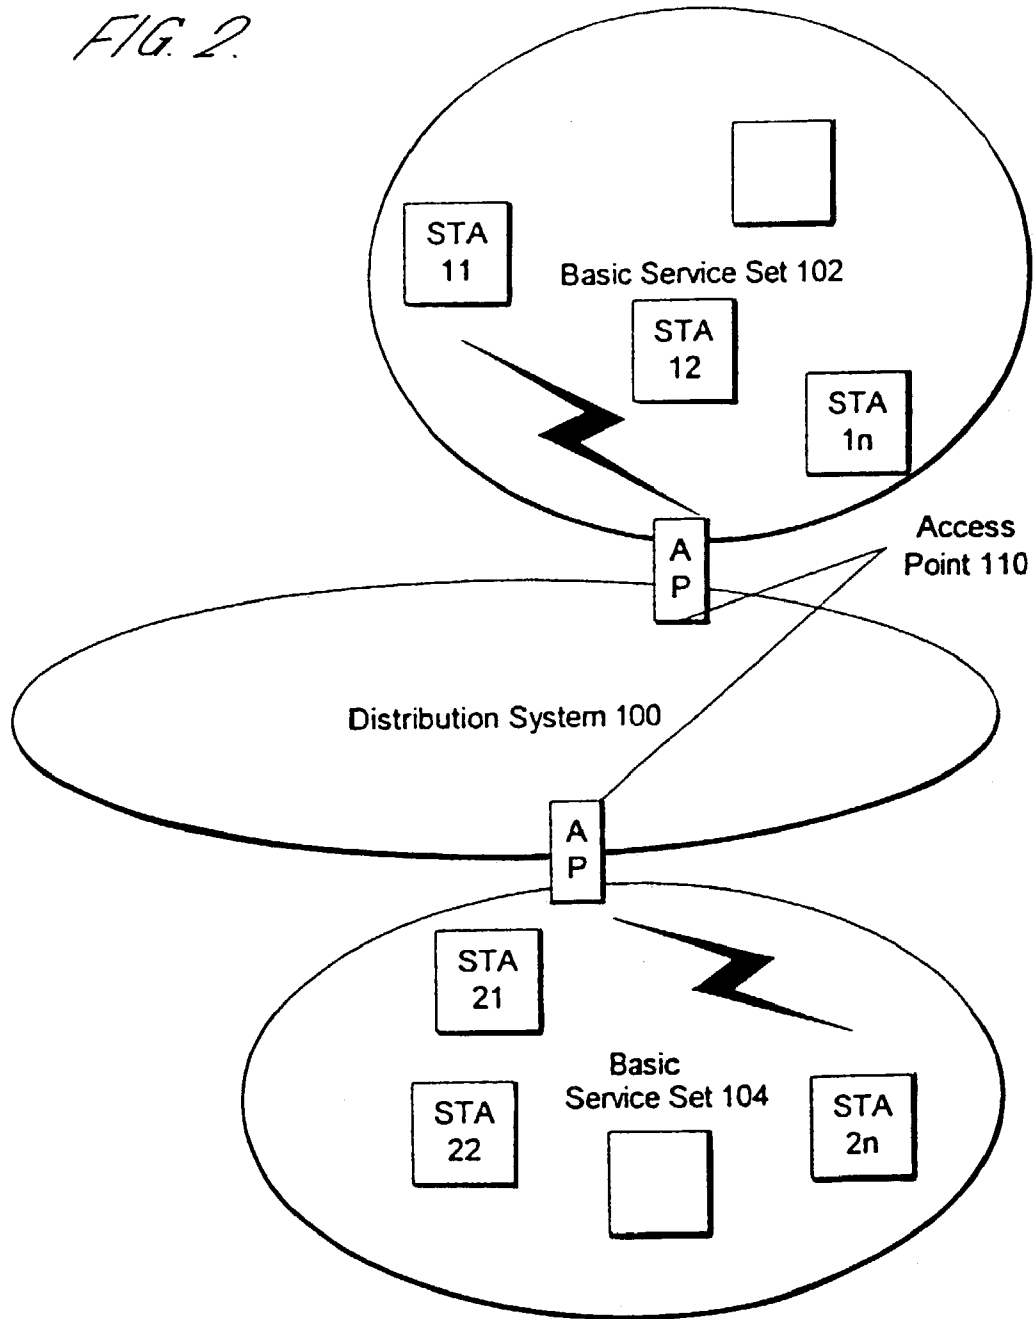 FIG. 2.
STA
11
Basic Service Set 102
STA
12
STA
1n
A
P
Access
Point 110
Distribution System 100
A
P
STA
21
Basic
Service Set 104
STA
22
STA
2n